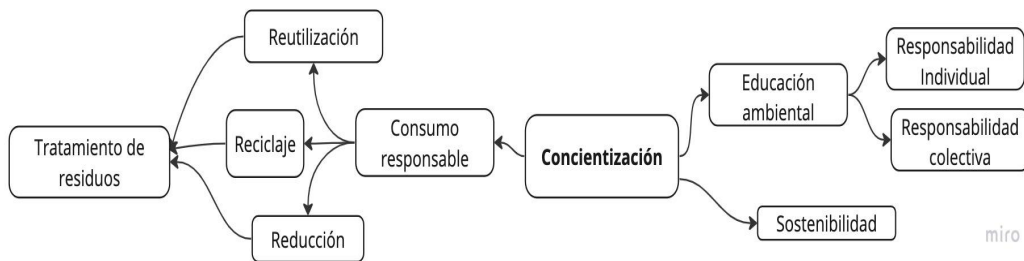 Reutilización
Tratamiento de
residuos
Reciclaje
Reducción
Consumo
responsable
Concientización
Educación
ambiental
Responsabilidad
Individual
Responsabilidad
colectiva
Sostenibilidad
miro